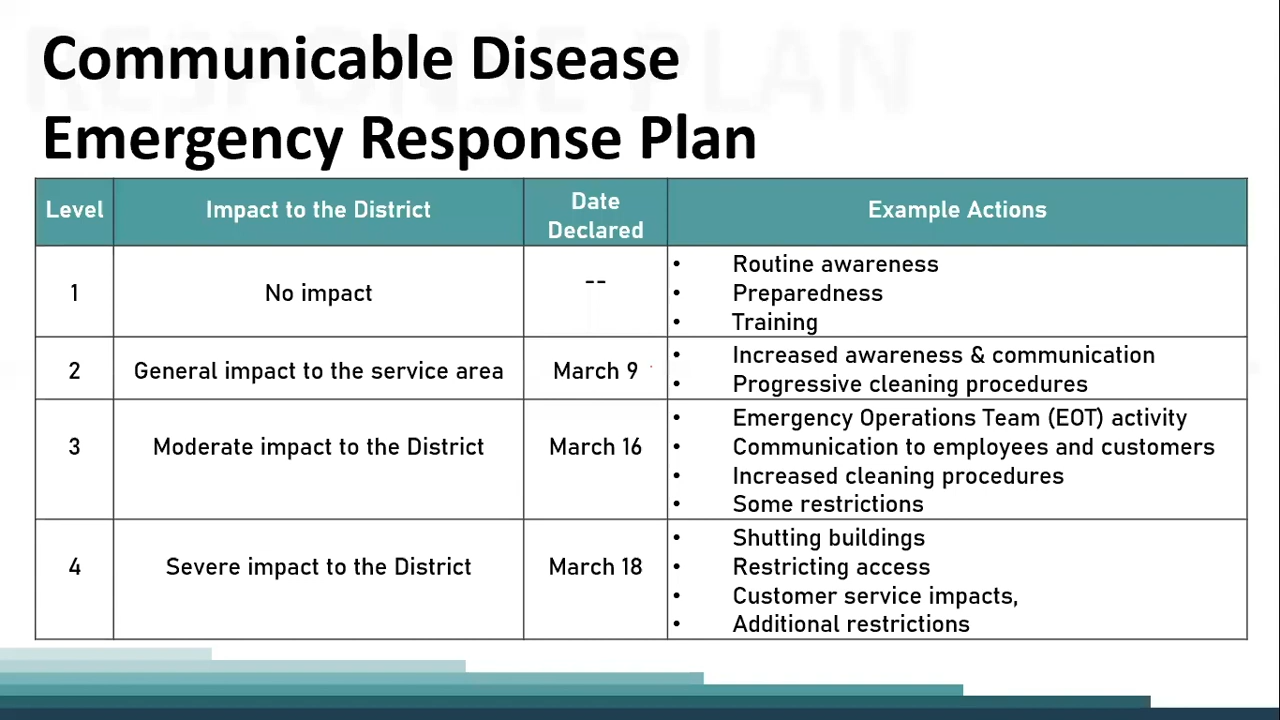 Communicable Disease
Emergency Response Plan
Level
Impact to the District
Date
Declared
Example Actions
1
No impact
--
• Routine awareness
• Preparedness
• Training
2
General impact to the service area
March 9
• Increased awareness & communication
• Progressive cleaning procedures
3
Moderate impact to the District
March 16
• Emergency Operations Team (EOT) activity
• Communication to employees and customers
• Increased cleaning procedures
• Some restrictions
4
Severe impact to the District
March 18
• Shutting buildings
• Restricting access
• Customer service impacts,
• Additional restrictions